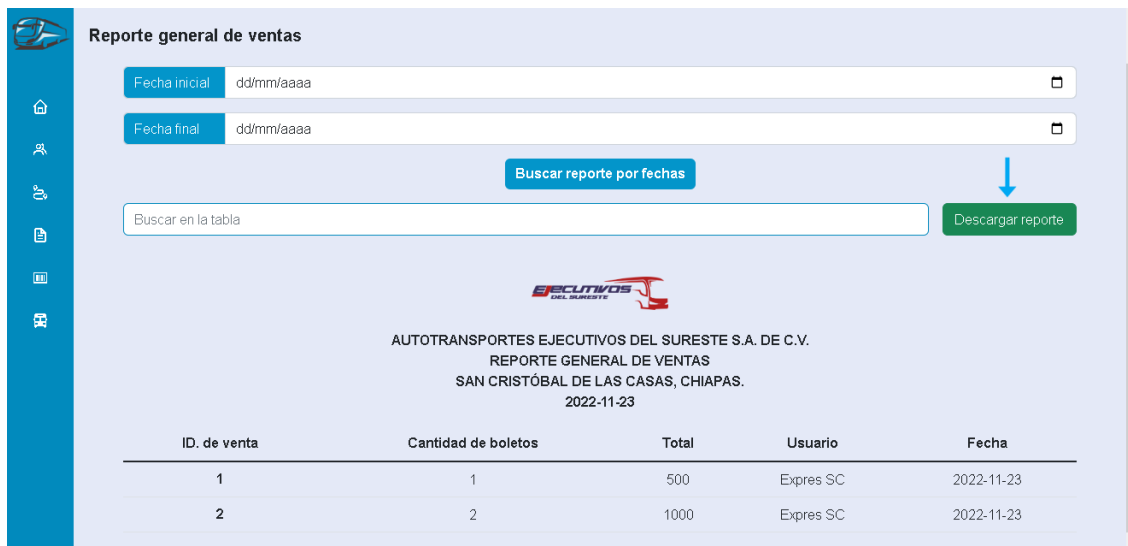 Reporte general de ventas
Fecha inicial dd/mm/aaaa
Fecha final dd/mm/aaaa
Buscar reporte por fechas
Buscar en la tabla Descargar reporte
EJECUTIVOS
DEL SURESTE
AUTOTRANSPORTES EJECUTIVOS DEL SURESTE S.A. DE C.V.
REPORTE GENERAL DE VENTAS
SAN CRISTÓBAL DE LAS CASAS, CHIAPAS.
2022-11-23
ID. de venta Cantidad de boletos Total Usuario Fecha
1 1 500 Expres SC 2022-11-23
2 2 1000 Expres SC 2022-11-23